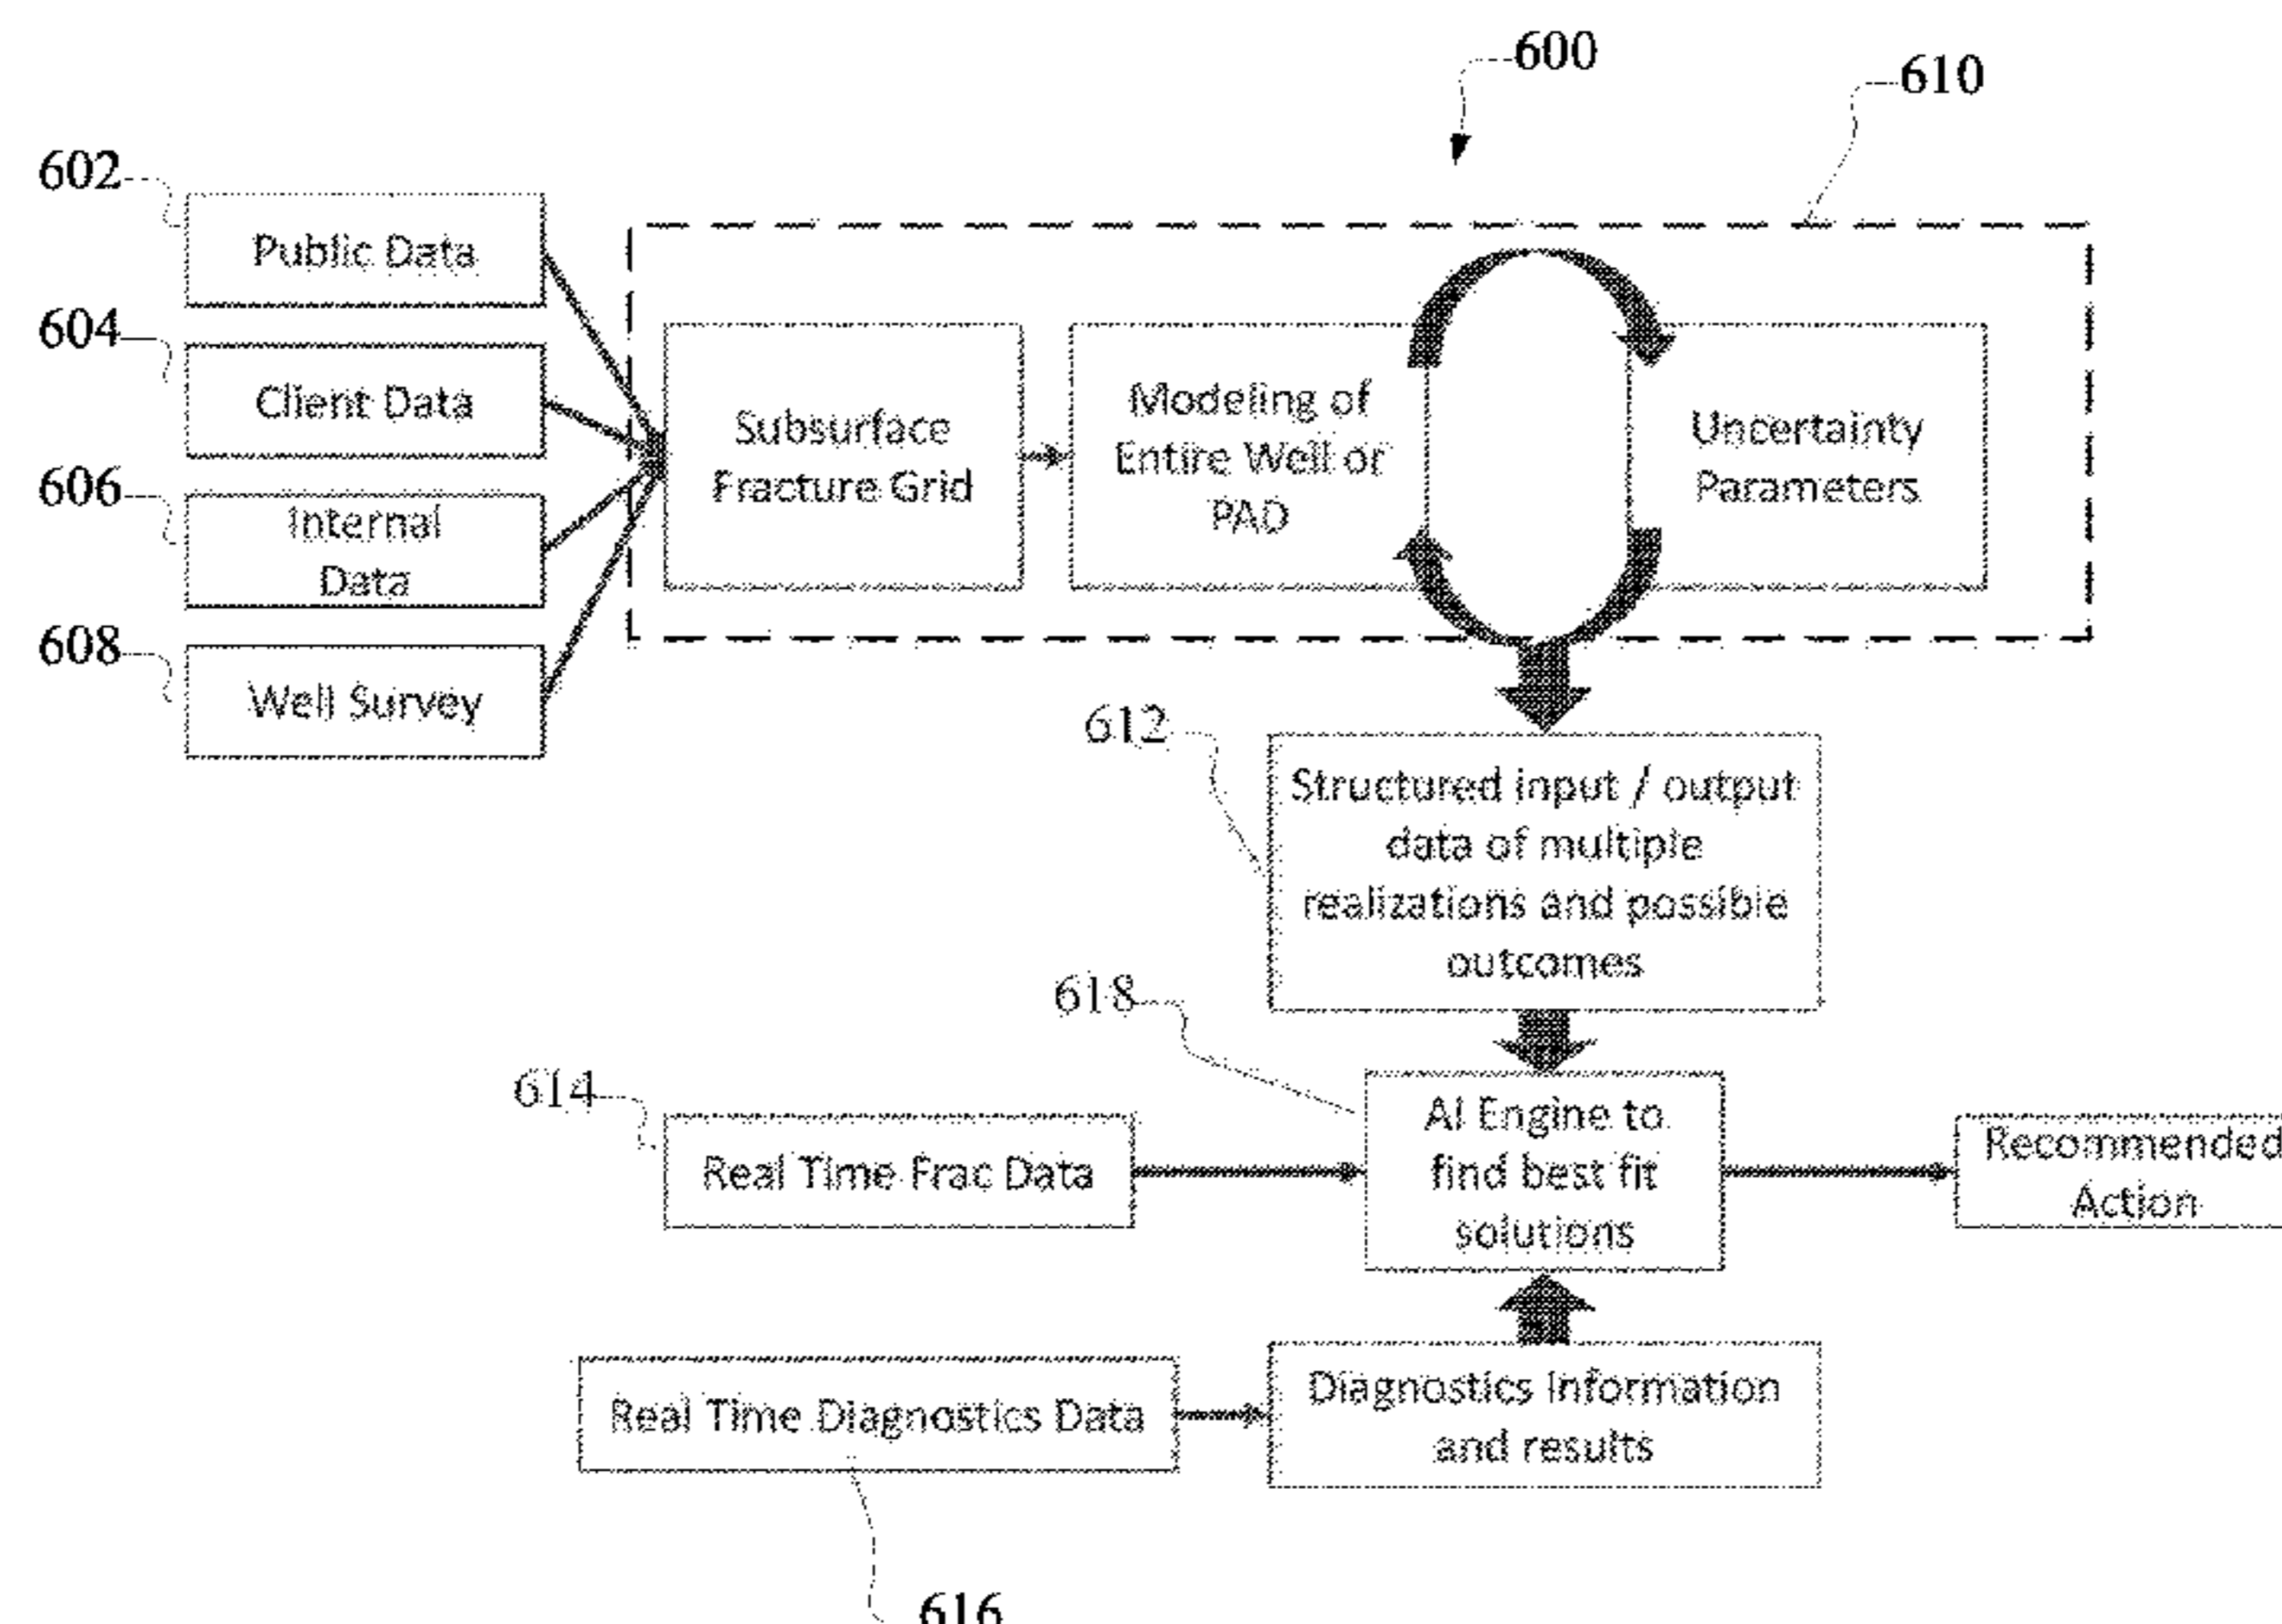 600
610
602
Public Data
604
Client Data
606
Internal
Data
608
Well Survey
Subsurface
Fracture Grid
Modeling of
Entire Well or
PAD
Uncertainty
Parameters
612
Structured input / output
data of multiple
realizations and possible
outcomes
618
614
Real Time Frac Data
AI Engine to
find best fit
solutions
Recommended
Action
Real Time Diagnostics Data
Diagnostics Information
and results
616